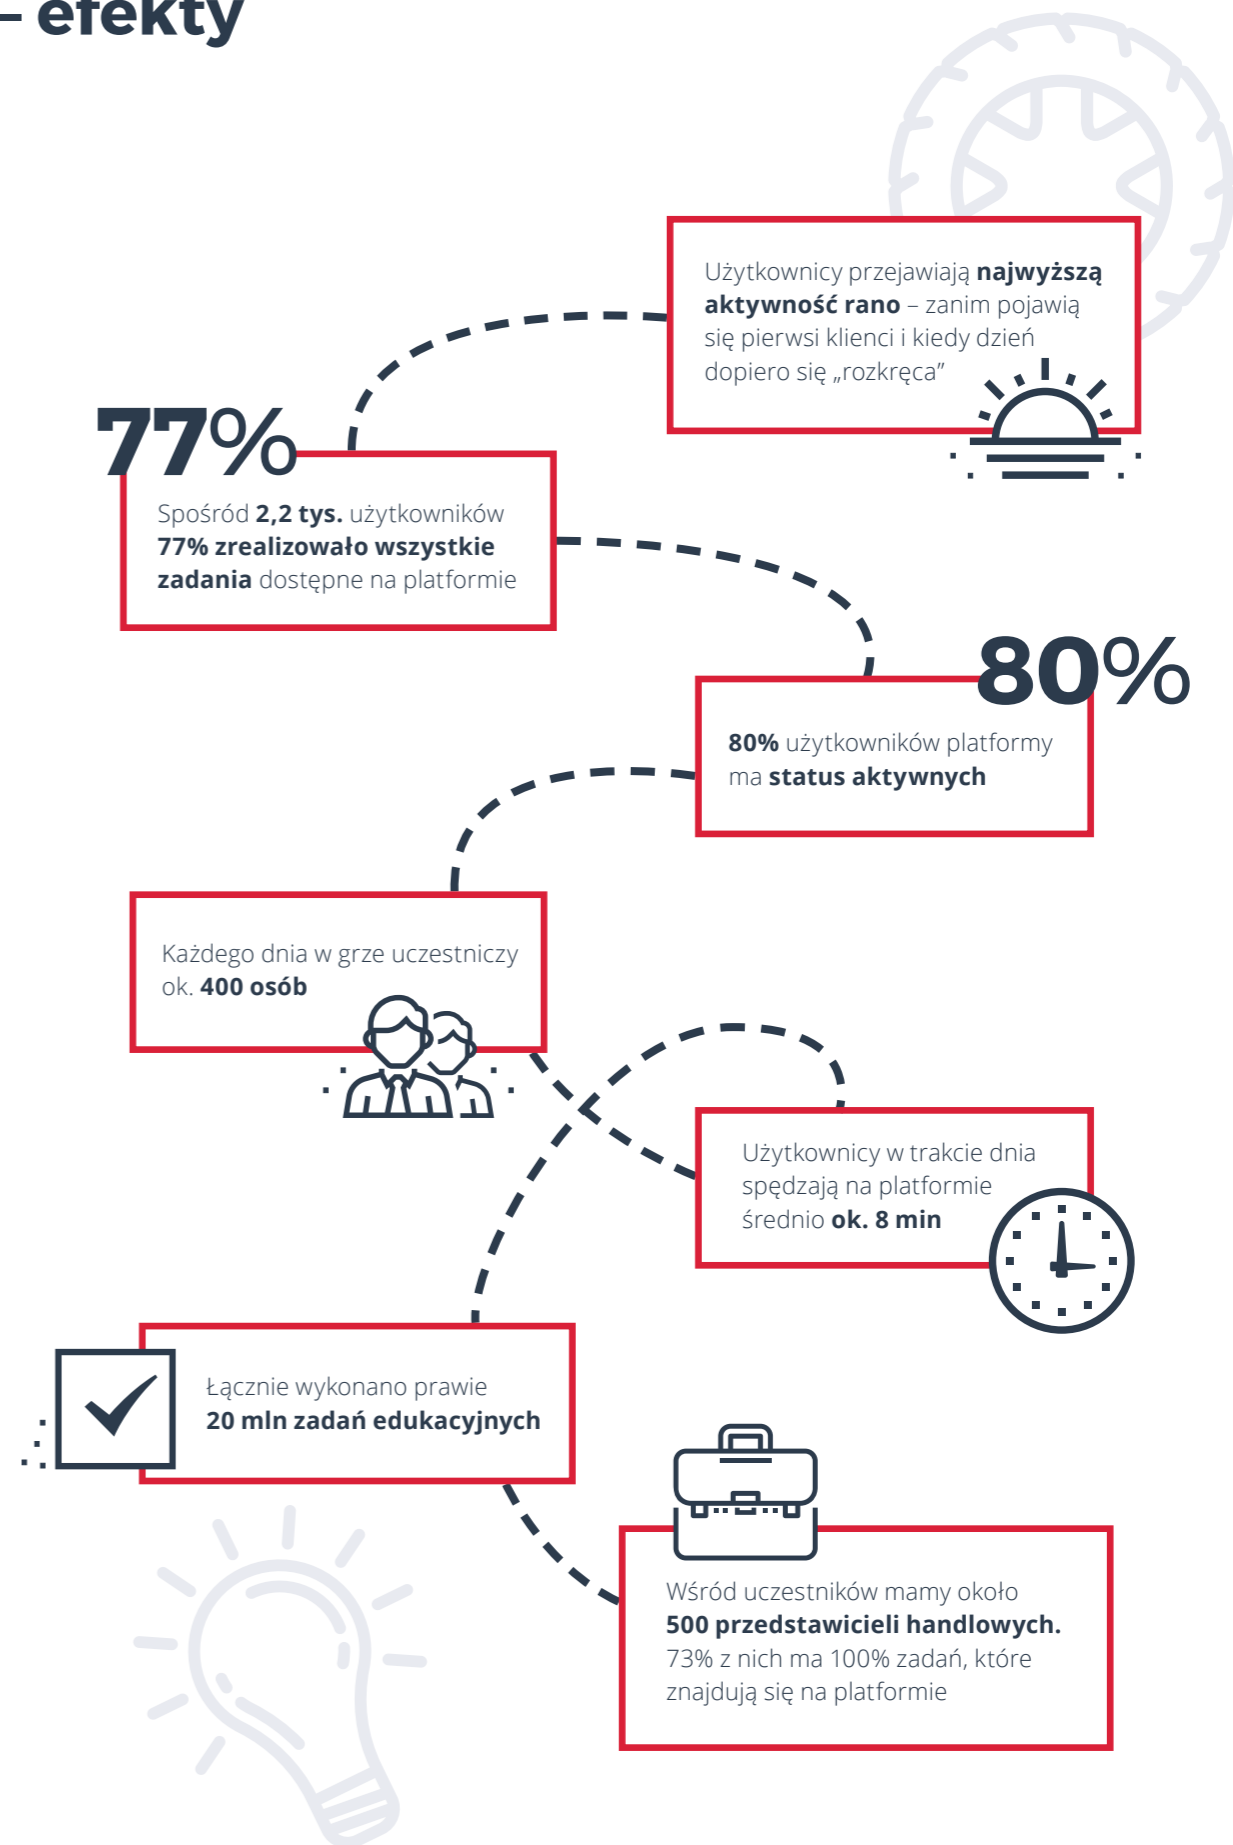 – efekty
Użytkownicy przejawiają najwyższą
aktywność rano – zanim pojawią
się pierwsi klienci i kiedy dzień
dopiero się „rozkręca”
77%
Spośród 2,2 tys. użytkowników
77% zrealizowało wszystkie
zadania dostępne na platformie
80%
80% użytkowników platformy
ma status aktywnych
Każdego dnia w grze uczestniczy
ok. 400 osób
Użytkownicy w trakcie dnia
spędzają na platformie
średnio ok. 8 min
Łącznie wykonano prawie
20 mln zadań edukacyjnych
Wśród uczestników mamy około
500 przedstawicieli handlowych.
73% z nich ma 100% zadań, które
znajdują się na platformie